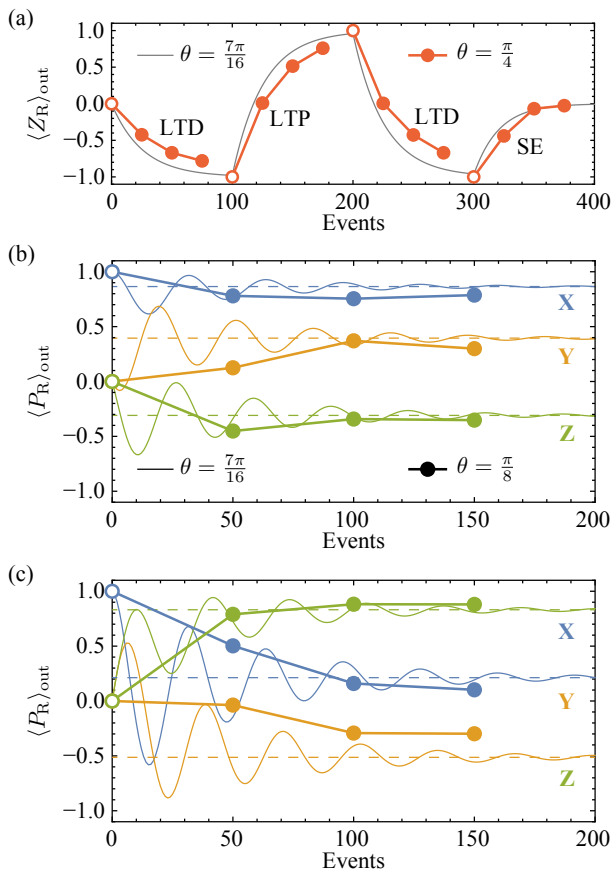 (a)
1.0
0.5
0.0
−0.5
−1.0
⟨Z_R⟩_out
θ = 7π/16
θ = π/4
LTD
LTP
LTD
SE
0 100 200 300 400
Events
(b)
1.0
0.5
0.0
−0.5
−1.0
⟨P_R⟩_out
X
Y
Z
θ = 7π/16
θ = π/8
0 50 100 150 200
Events
(c)
1.0
0.5
0.0
−0.5
−1.0
⟨P_R⟩_out
X
Y
Z
0 50 100 150 200
Events